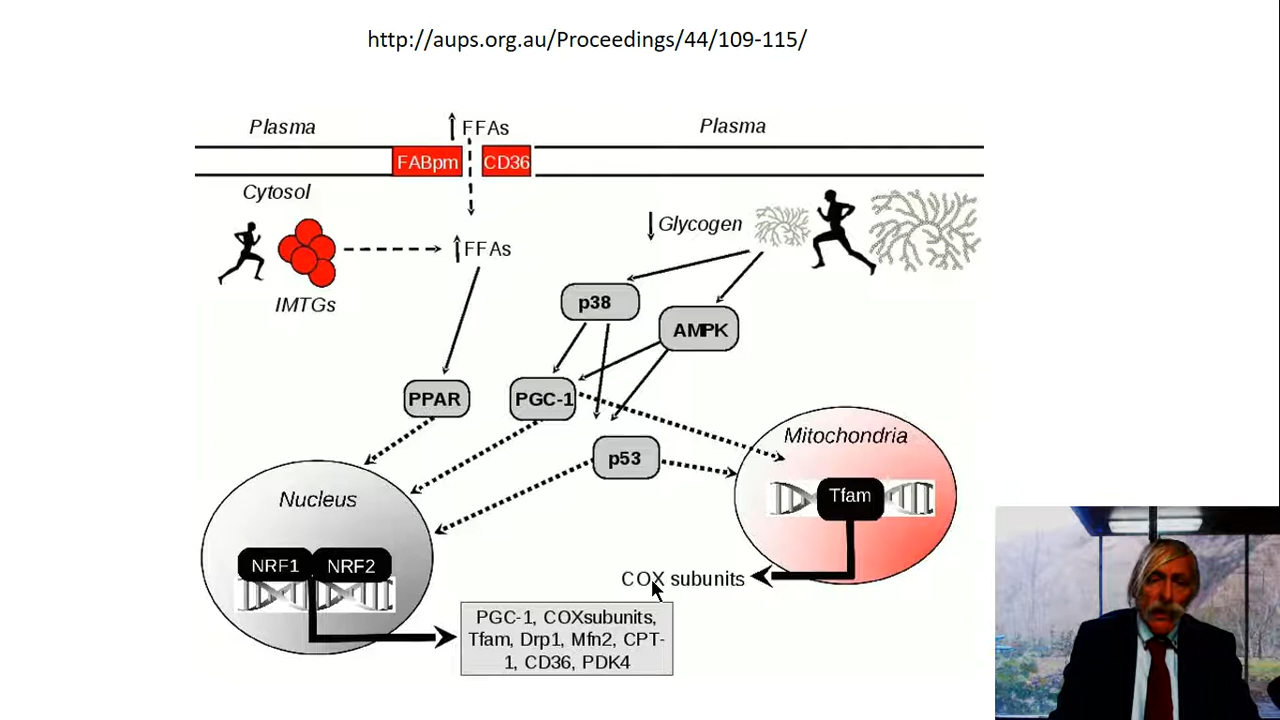 http://aups.org.au/Proceedings/44/109-115/
Plasma
FFAs
Plasma
FABpm
CD36
Cytosol
Glycogen
FFAs
IMTGs
p38
AMPK
PPAR
PGC-1
p53
Mitochondria
Tfam
Nucleus
NRF1
NRF2
COX subunits
PGC-1, COXsubunits,
Tfam, Drp1, Mfn2, CPT-
1, CD36, PDK4